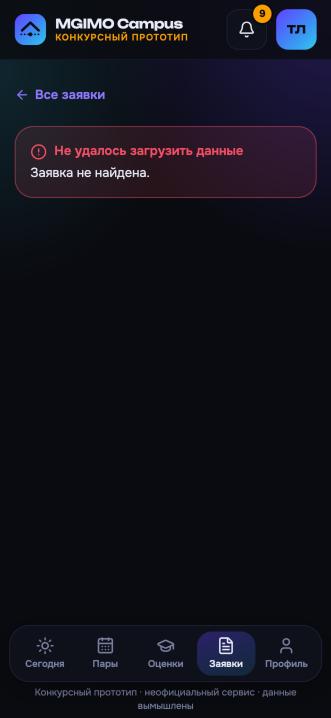 MGIMO Campus
КОНКУРСНЫЙ ПРОТОТИП
9
ТЛ
← Все заявки
Не удалось загрузить данные
Заявка не найдена.
Сегодня
Пары
Оценки
Заявки
Профиль
Конкурсный прототип · неофициальный сервис · данные
вымышлены